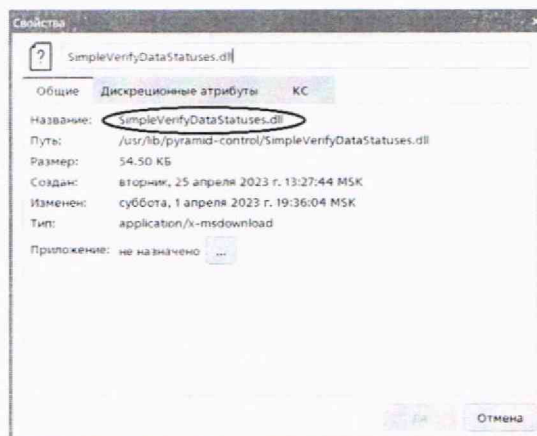 Свойства
SimpleVerifyDataStatuses.dll
Общие Дискреционные атрибуты КС
Название: SimpleVerifyDataStatuses.dll
Путь: /usr/lib/pyramid-control/SimpleVerifyDataStatuses.dll
Размер: 54.50 КБ
Создан: вторник, 25 апреля 2023 г. 13:27:44 MSK
Изменен: суббота, 1 апреля 2023 г. 19:36:04 MSK
Тип: application/x-msdownload
Приложение: не назначено ...
Да Отмена